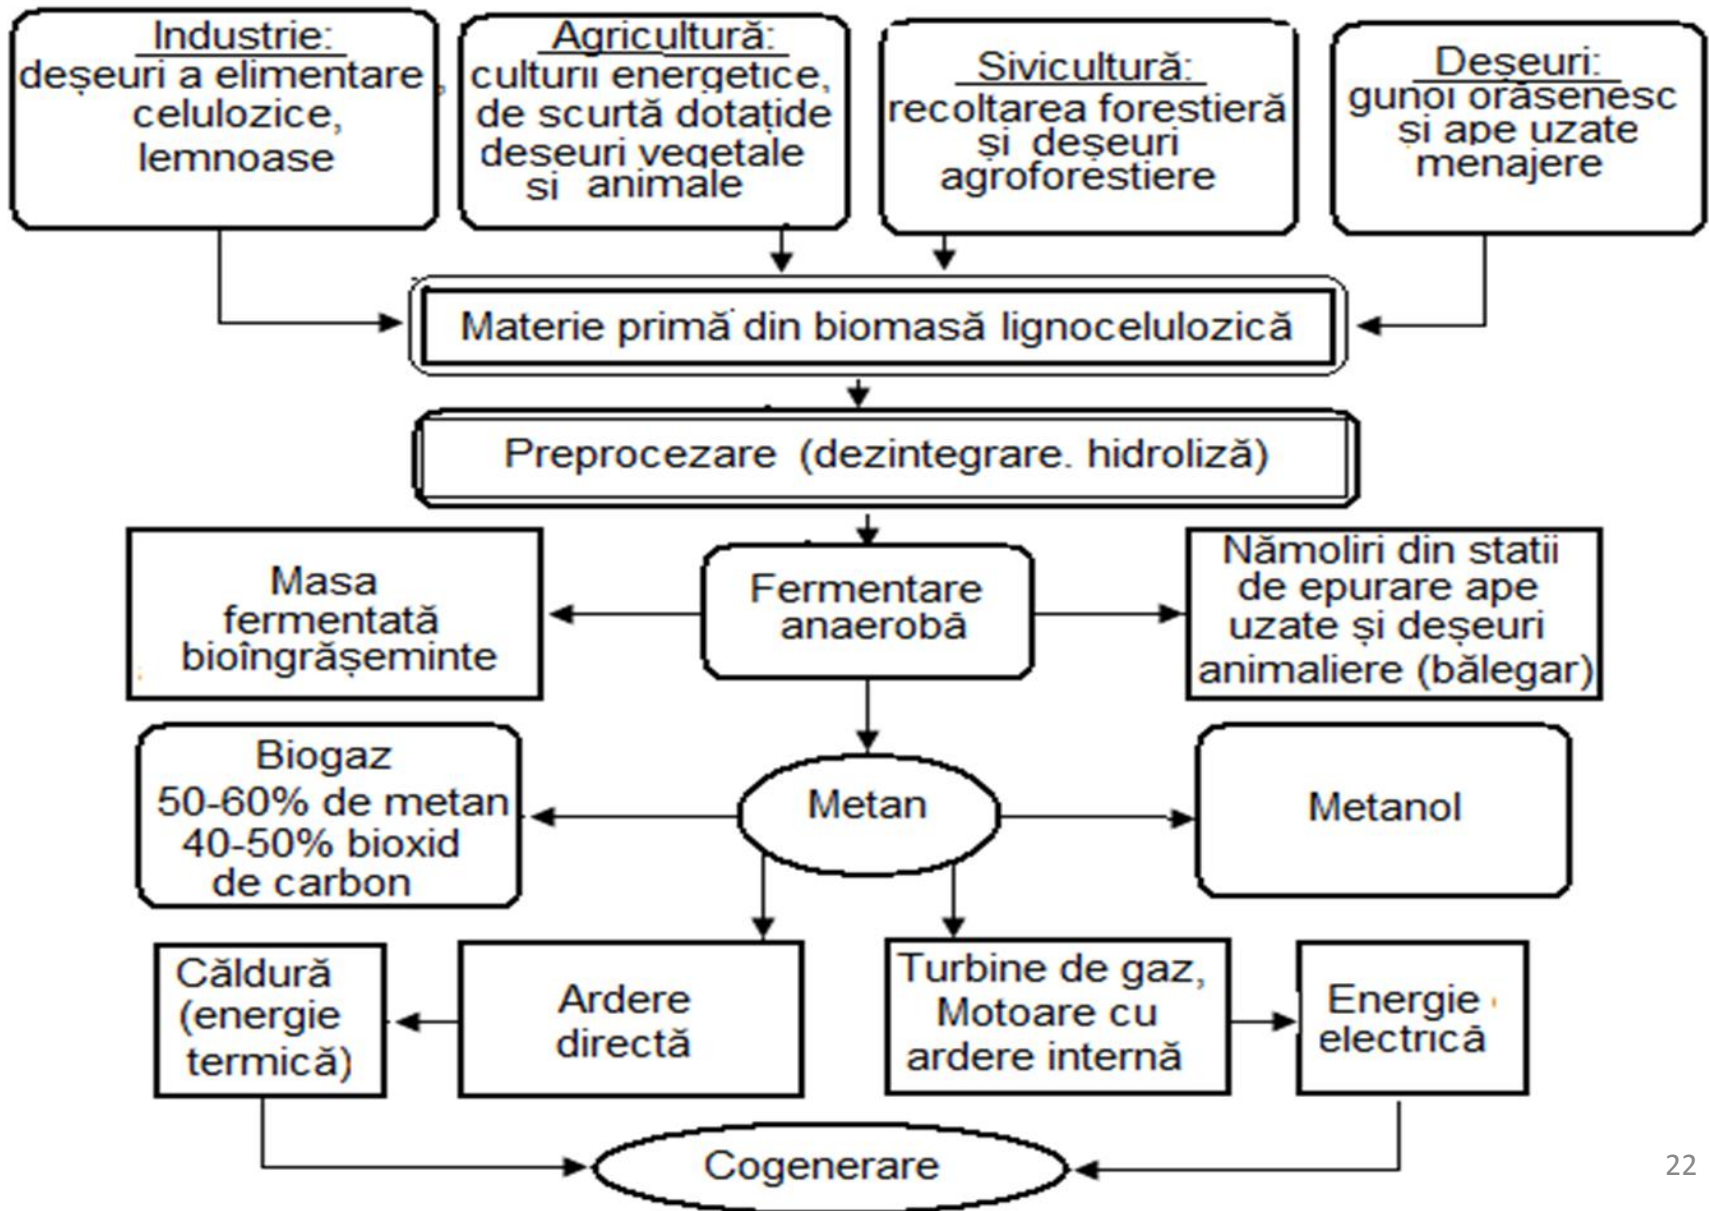 Industrie:
deșeuri a elimentare ,
celulozice,
lemnoase
Agricultură:
culturii energetice,
de scurtă dotațide
deseuri vegetale
si animale
Sivicultură:
recoltarea forestieră
și deșeuri
agroforestiere
Deșeuri:
gunoi orăsenesc
și ape uzate
menajere
Materie primă din biomasă lignocelulozică
Preprocezare (dezintegrare. hidroliză)
Masa
fermentată
bioîngrășeminte
Fermentare
anaerobă
Nămoliri din statii
de epurare ape
uzate și deșeuri
animaliere (bălegar)
Biogaz
50-60% de metan
40-50% bioxid
de carbon
Metan
Metanol
Căldură
(energie
termică)
Ardere
directă
Turbine de gaz,
Motoare cu
ardere internă
Energie
electrică
Cogenerare
22